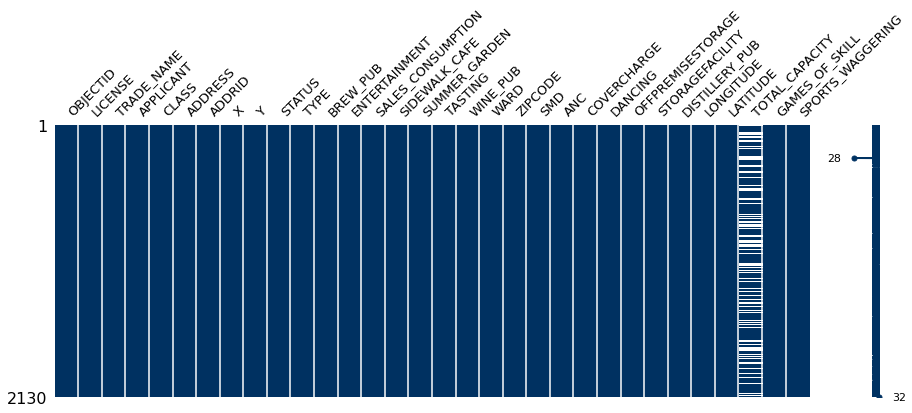 OBJECTID
LICENSE
TRADE_NAME
APPLICANT
CLASS
ADDRESS
ADDRID
X
Y
STATUS
TYPE
BREW_PUB
ENTERTAINMENT
SALES_CONSUMPTION
SIDEWALK_CAFE
SUMMER_GARDEN
TASTING
WINE_PUB
WARD
ZIPCODE
SMD
ANC
COVERCHARGE
DANCING
OFFPREMISESTORAGE
STORAGEFACILITY
DISTILLERY_PUB
LONGITUDE
LATITUDE
TOTAL_CAPACITY
GAMES_OF_SKILL
SPORTS_WAGGERING
1
28
2130
32